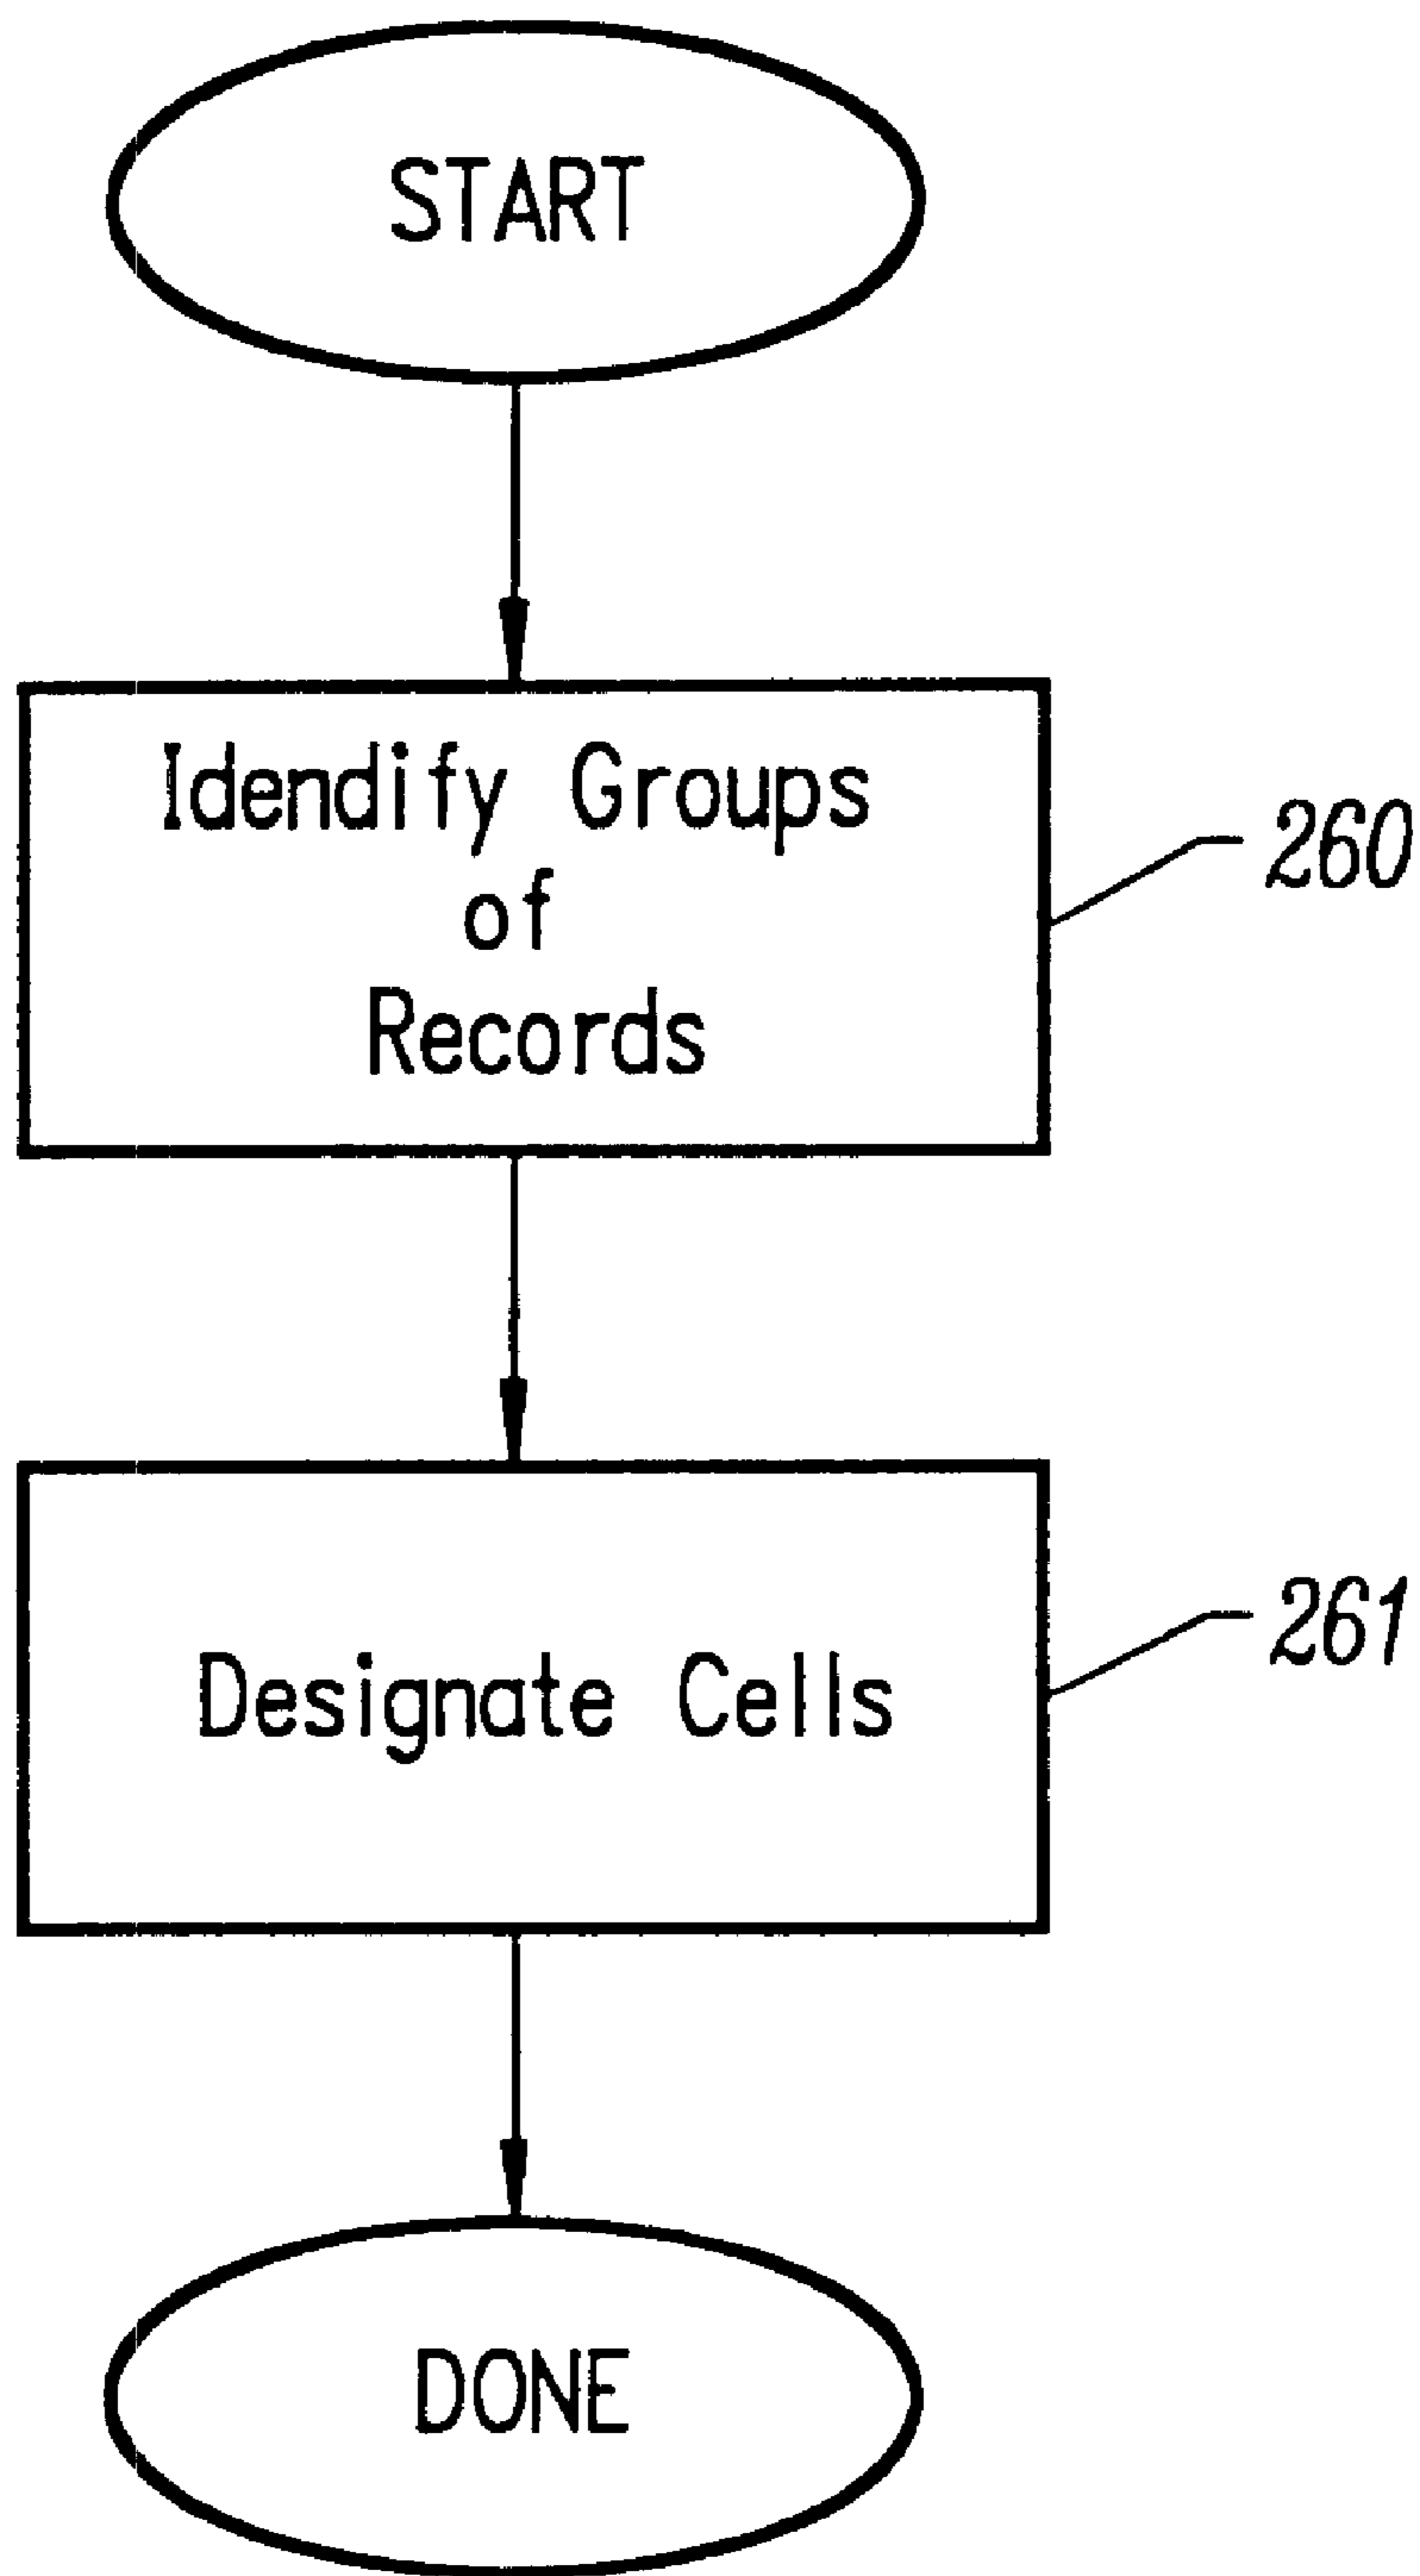 START
Idendify Groups
of
Records
260
Designate Cells
261
DONE